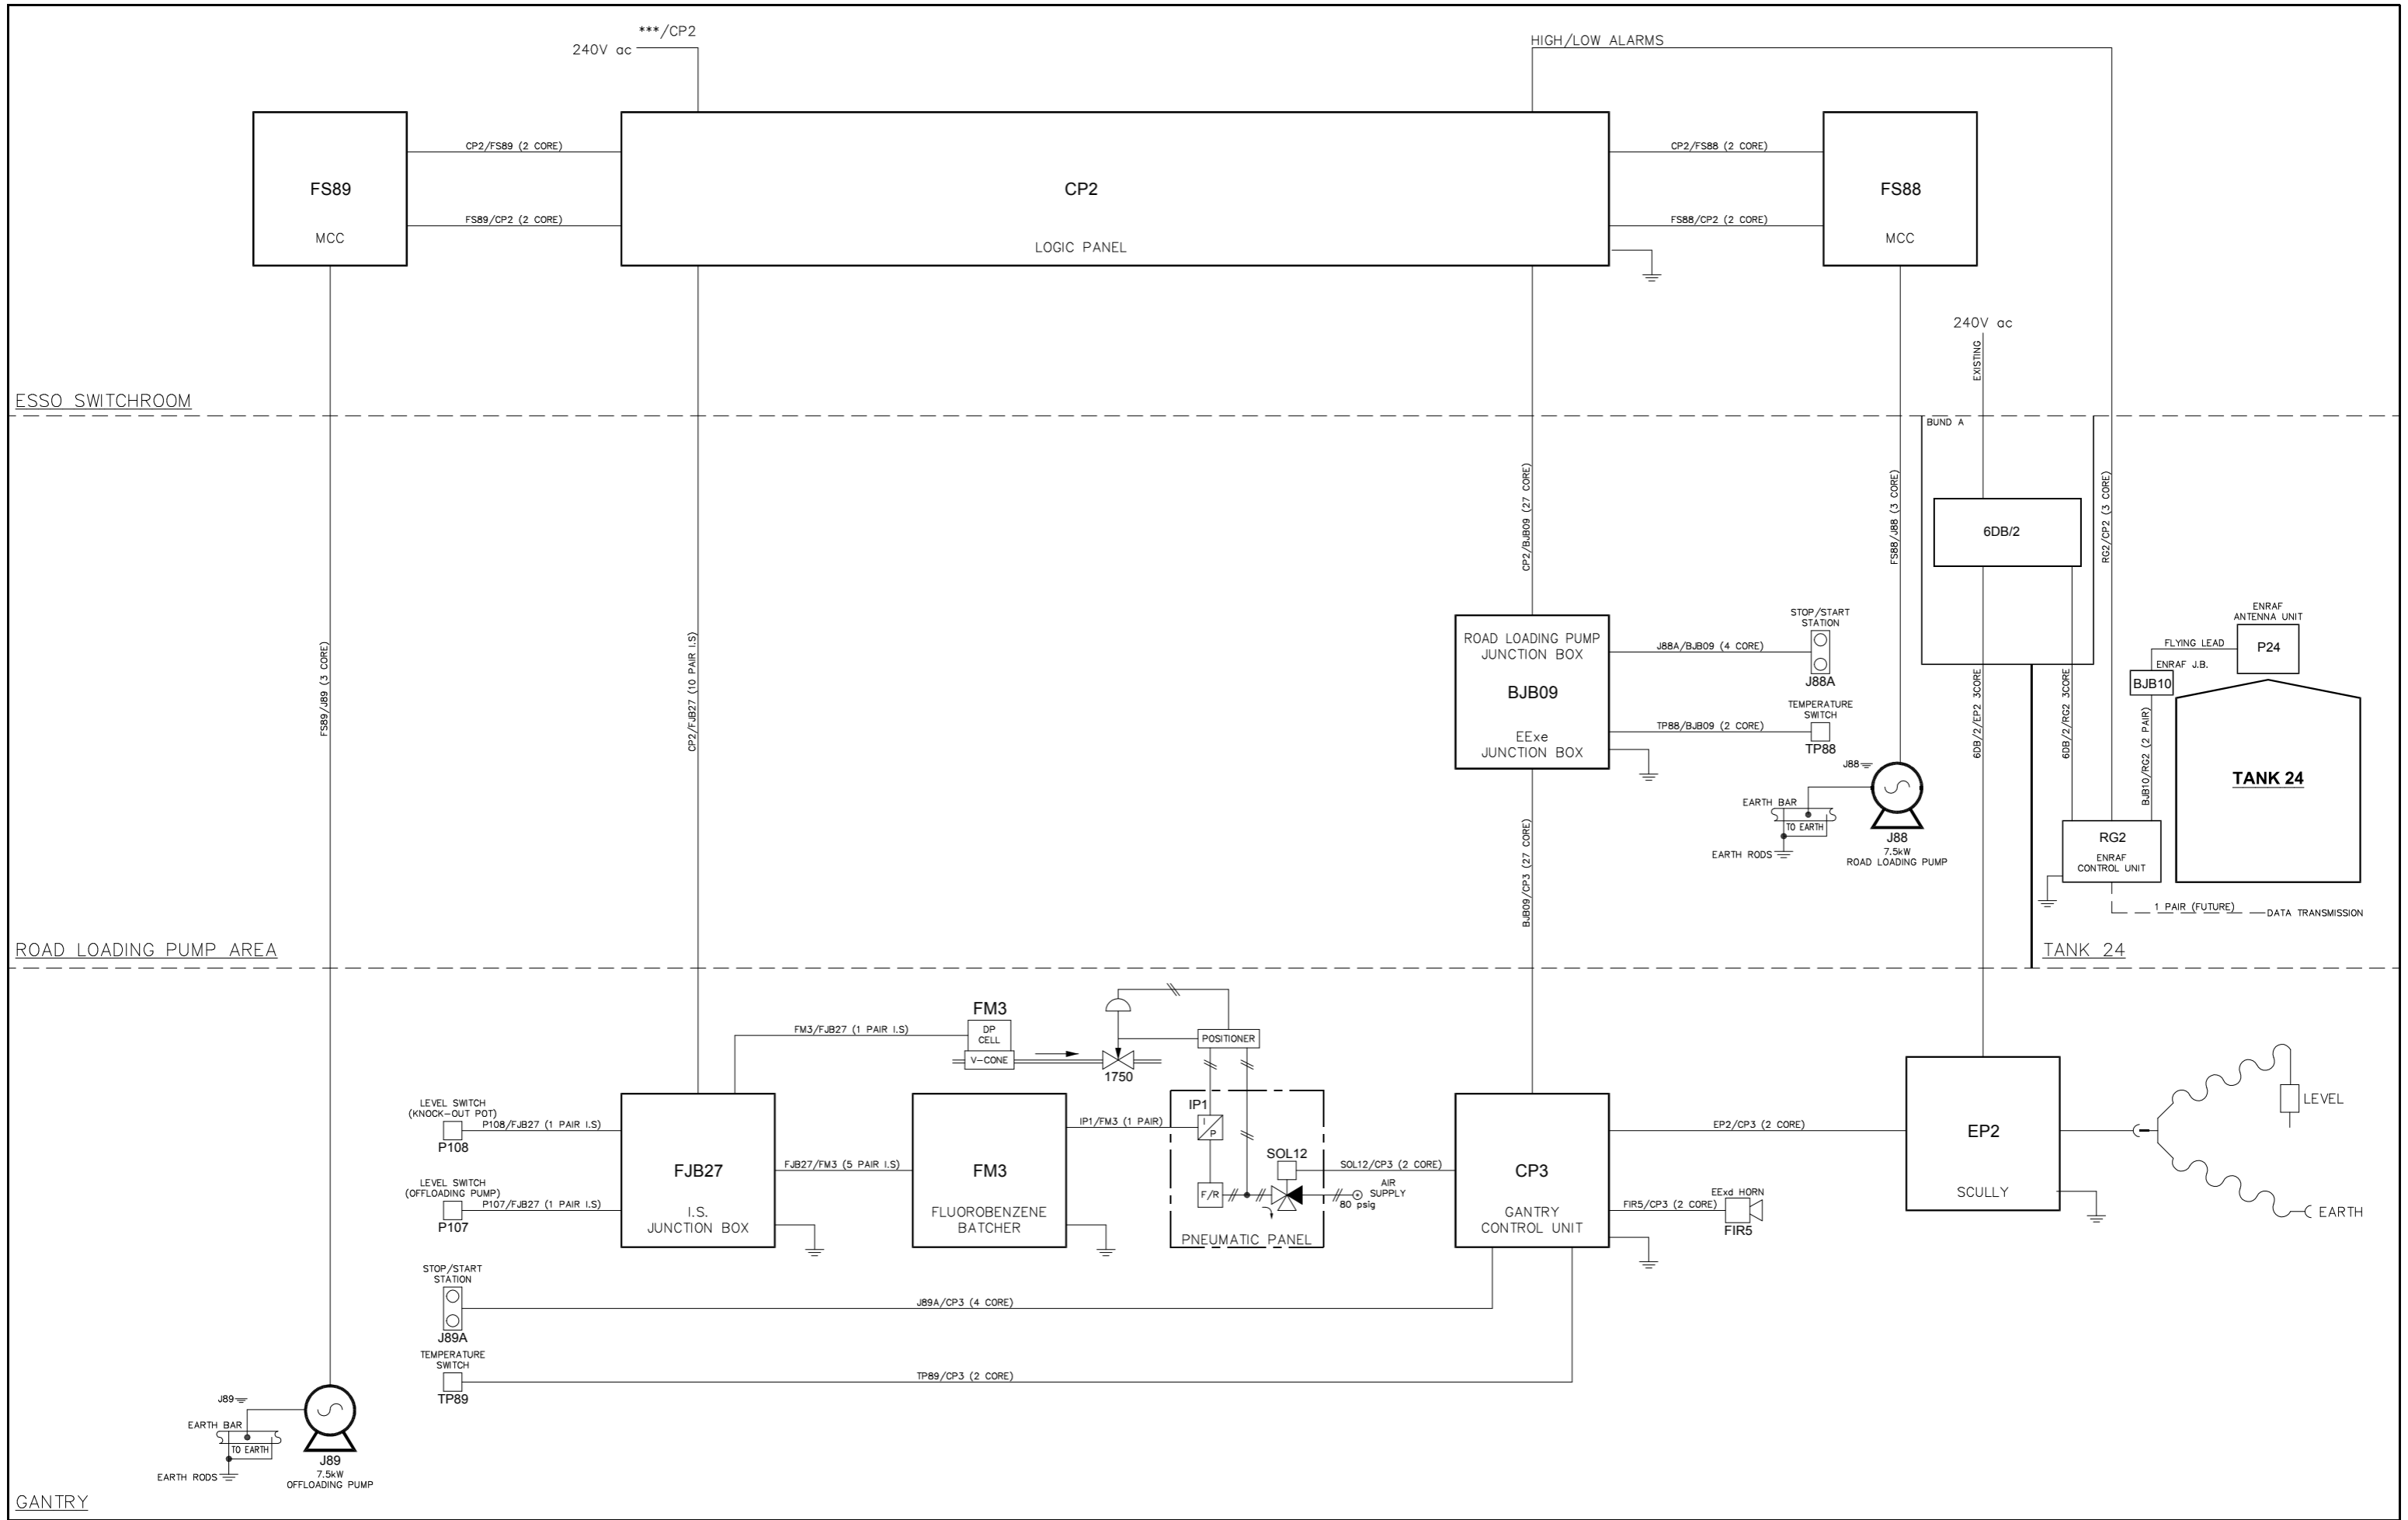 ***/CP2
240V ac
HIGH/LOW ALARMS
FS89
MCC
CP2/FS89 (2 CORE)
FS89/CP2 (2 CORE)
CP2
LOGIC PANEL
CP2/FS88 (2 CORE)
FS88/CP2 (2 CORE)
FS88
MCC
240V ac
EXISTING
ESSO SWITCHROOM
BUND A
FS89/J89 (3 CORE)
CP2/FJB27 (10 PAIR I.S)
CP2/BJB09 (27 CORE)
FS88/J88 (3 CORE)
6DB/2
RG2/CP2 (3 CORE)
ROAD LOADING PUMP
JUNCTION BOX
BJB09
EExe
JUNCTION BOX
J88A/BJB09 (4 CORE)
STOP/START
STATION
J88A
TP88/BJB09 (2 CORE)
TEMPERATURE
SWITCH
TP88
J88
EARTH BAR
TO EARTH
EARTH RODS
J88
7.5kW
ROAD LOADING PUMP
BJB09/CP3 (27 CORE)
6DB/2/EP2 3CORE
6DB/2/RG2 3CORE
ENRAF
ANTENNA UNIT
P24
FLYING LEAD
ENRAF J.B.
BJB10
BJB10/RG2 (2 PAIR)
TANK 24
RG2
ENRAF
CONTROL UNIT
1 PAIR (FUTURE)
DATA TRANSMISSION
ROAD LOADING PUMP AREA
TANK 24
FM3/FJB27 (1 PAIR I.S)
FM3
DP
CELL
V-CONE
1750
POSITIONER
LEVEL SWITCH
(KNOCK-OUT POT)
P108/FJB27 (1 PAIR I.S)
P108
LEVEL SWITCH
(OFFLOADING PUMP)
P107/FJB27 (1 PAIR I.S)
P107
FJB27
I.S.
JUNCTION BOX
FJB27/FM3 (5 PAIR I.S)
FM3
FLUOROBENZENE
BATCHER
IP1/FM3 (1 PAIR)
IP1
I
P
F/R
SOL12
PNEUMATIC PANEL
SOL12/CP3 (2 CORE)
AIR
SUPPLY
80 psig
CP3
GANTRY
CONTROL UNIT
EP2/CP3 (2 CORE)
FIR5/CP3 (2 CORE)
EExd HORN
FIR5
EP2
SCULLY
LEVEL
EARTH
STOP/START
STATION
J89A
J89A/CP3 (4 CORE)
TEMPERATURE
SWITCH
TP89
TP89/CP3 (2 CORE)
J89
EARTH BAR
TO EARTH
EARTH RODS
J89
7.5kW
OFFLOADING PUMP
GANTRY